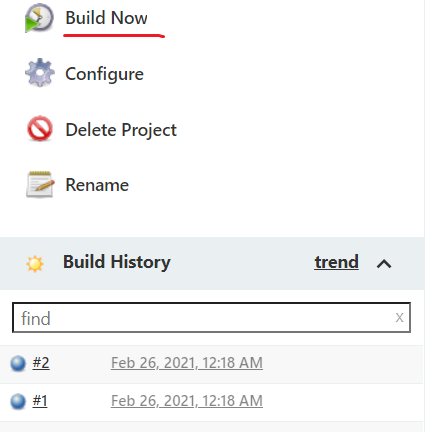 Build Now
Configure
Delete Project
Rename
Build History trend
find x
#2 Feb 26, 2021, 12:18 AM
#1 Feb 26, 2021, 12:18 AM